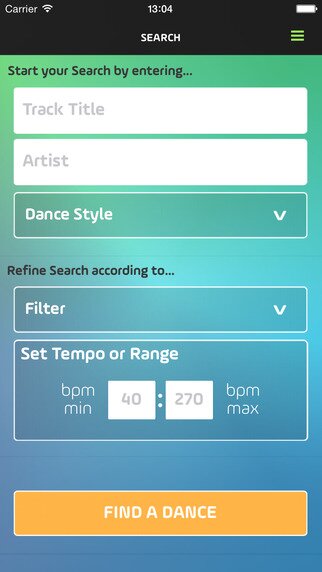 Carrier 13:04
SEARCH
Start your Search by entering...
Track Title
Artist
Dance Style
Refine Search according to...
Filter
Set Tempo or Range
bpm min 40 : 270 bpm max
FIND A DANCE